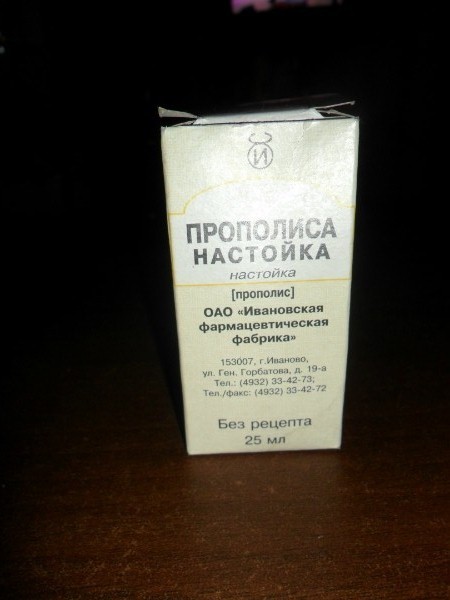 И
ПРОПОЛИСА
НАСТОЙКА
настойка
[прополис]
ОАО «Ивановская
фармацевтическая
фабрика»
153007, г.Иваново,
ул. Ген. Горбатова, д. 19-а
Тел.: (4932) 33-42-73;
Тел./факс: (4932) 33-42-72
Без рецепта
25 мл